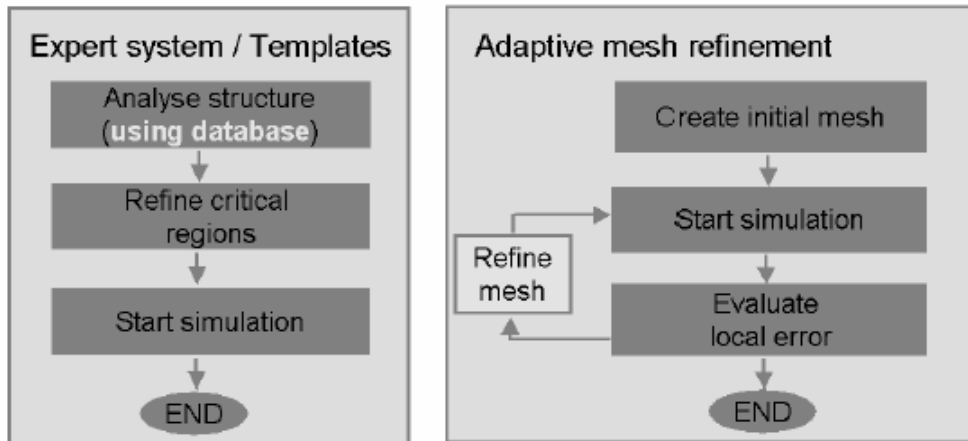 Expert system / Templates
Analyse structure
(using database)
Refine critical
regions
Start simulation
END
Adaptive mesh refinement
Create initial mesh
Start simulation
Refine
mesh
Evaluate
local error
END